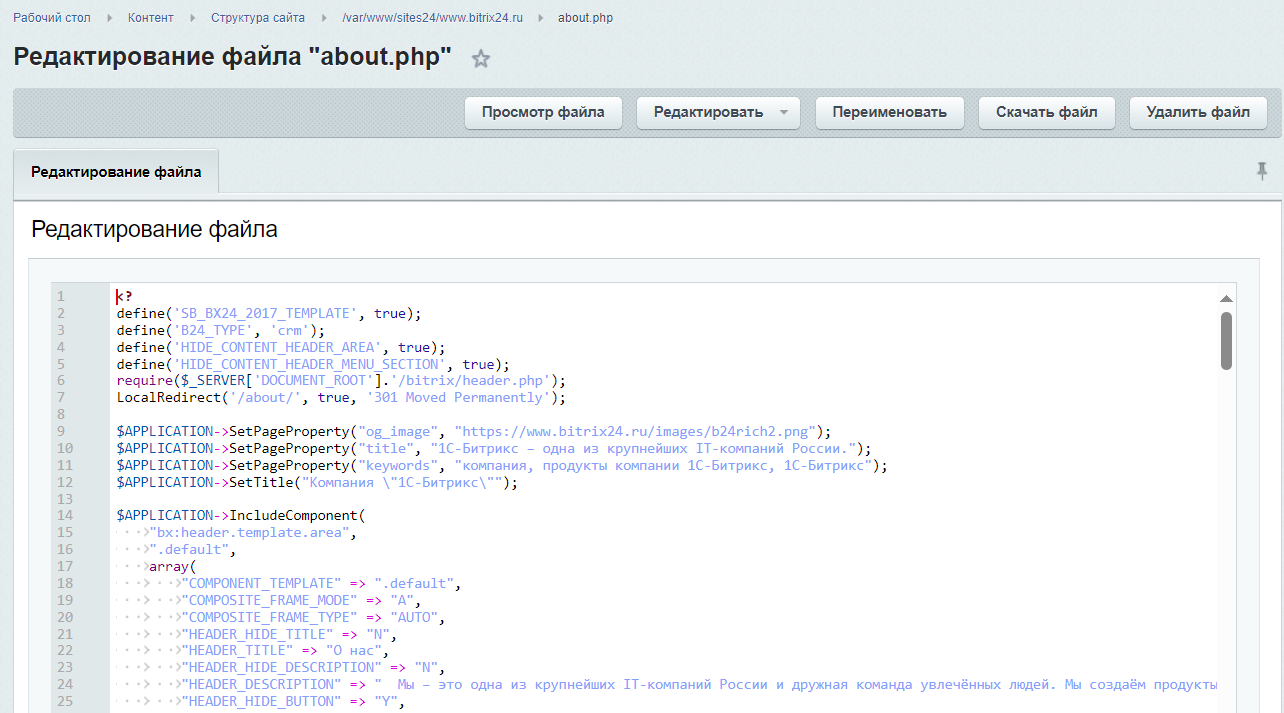 Рабочий стол Контент Структура сайта /var/www/sites24/www.bitrix24.ru about.php
Редактирование файла "about.php"
Просмотр файла Редактировать Переименовать Скачать файл Удалить файл
Редактирование файла
Редактирование файла
1 <?
2 define('SB_BX24_2017_TEMPLATE', true);
3 define('B24_TYPE', 'crm');
4 define('HIDE_CONTENT_HEADER_AREA', true);
5 define('HIDE_CONTENT_HEADER_MENU_SECTION', true);
6 require($_SERVER['DOCUMENT_ROOT'].'/bitrix/header.php');
7 LocalRedirect('/about/', true, '301 Moved Permanently');
8
9 $APPLICATION->SetPageProperty("og_image", "https://www.bitrix24.ru/images/b24rich2.png");
10 $APPLICATION->SetPageProperty("title", "1С-Битрикс – одна из крупнейших IT-компаний России.");
11 $APPLICATION->SetPageProperty("keywords", "компания, продукты компании 1С-Битрикс, 1С-Битрикс");
12 $APPLICATION->SetTitle("Компания \"1С-Битрикс\"");
13
14 $APPLICATION->IncludeComponent(
15 "bx:header.template.area",
16 ".default",
17 array(
18 "COMPONENT_TEMPLATE" => ".default",
19 "COMPOSITE_FRAME_MODE" => "A",
20 "COMPOSITE_FRAME_TYPE" => "AUTO",
21 "HEADER_HIDE_TITLE" => "N",
22 "HEADER_TITLE" => "О нас",
23 "HEADER_HIDE_DESCRIPTION" => "N",
24 "HEADER_DESCRIPTION" => "  Мы – это одна из крупнейших IT-компаний России и дружная команда увлечённых людей. Мы создаём продукты
25 "HEADER_HIDE_BUTTON" => "Y",